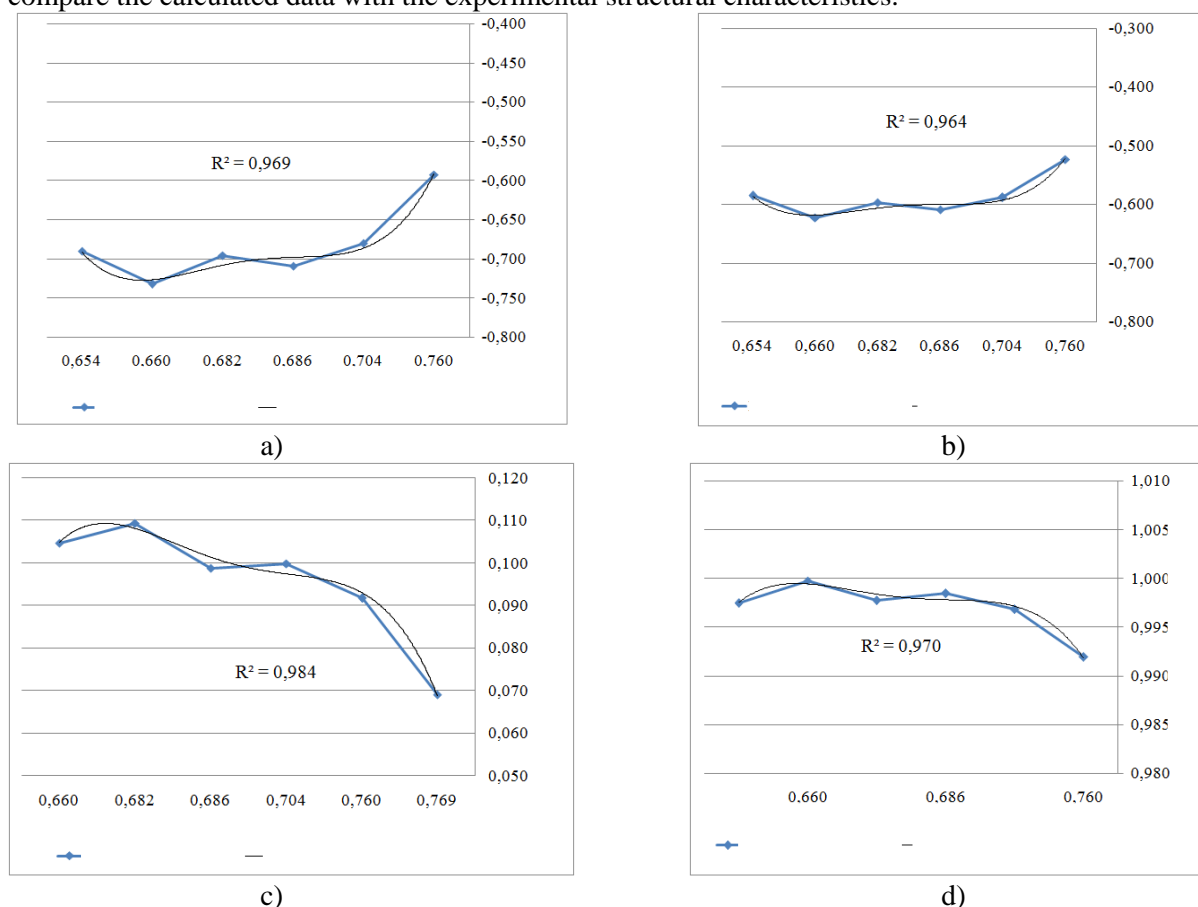 compare the calculated data with the experimental structural characteristics.
-0,400
-0,450
-0,500
-0,550
-0,600
-0,650
-0,700
-0,750
-0,800
R² = 0,969
0,654 0,660 0,682 0,686 0,704 0,760
a)
-0,300
-0,400
-0,500
-0,600
-0,700
-0,800
R² = 0,964
0,654 0,660 0,682 0,686 0,704 0,760
b)
0,120
0,110
0,100
0,090
0,080
0,070
0,060
0,050
R² = 0,984
0,660 0,682 0,686 0,704 0,760 0,769
c)
1,010
1,005
1,000
0,995
0,990
0,985
0,980
R² = 0,970
0,660 0,686 0,760
d)